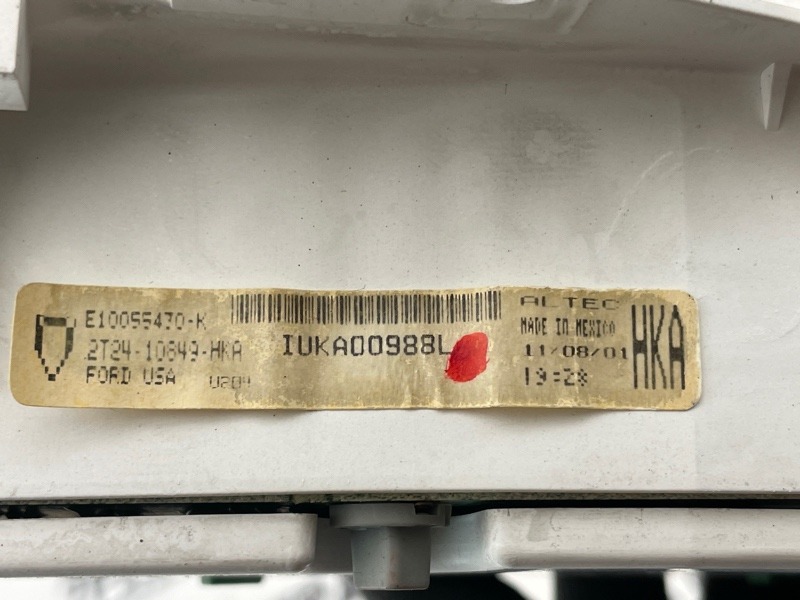 E10055470-K
2T24-10849-HKA
FORD USA U204
IUKA00988L
ALTEC
MADE IN MEXICO
11/08/01
19:28
HKA